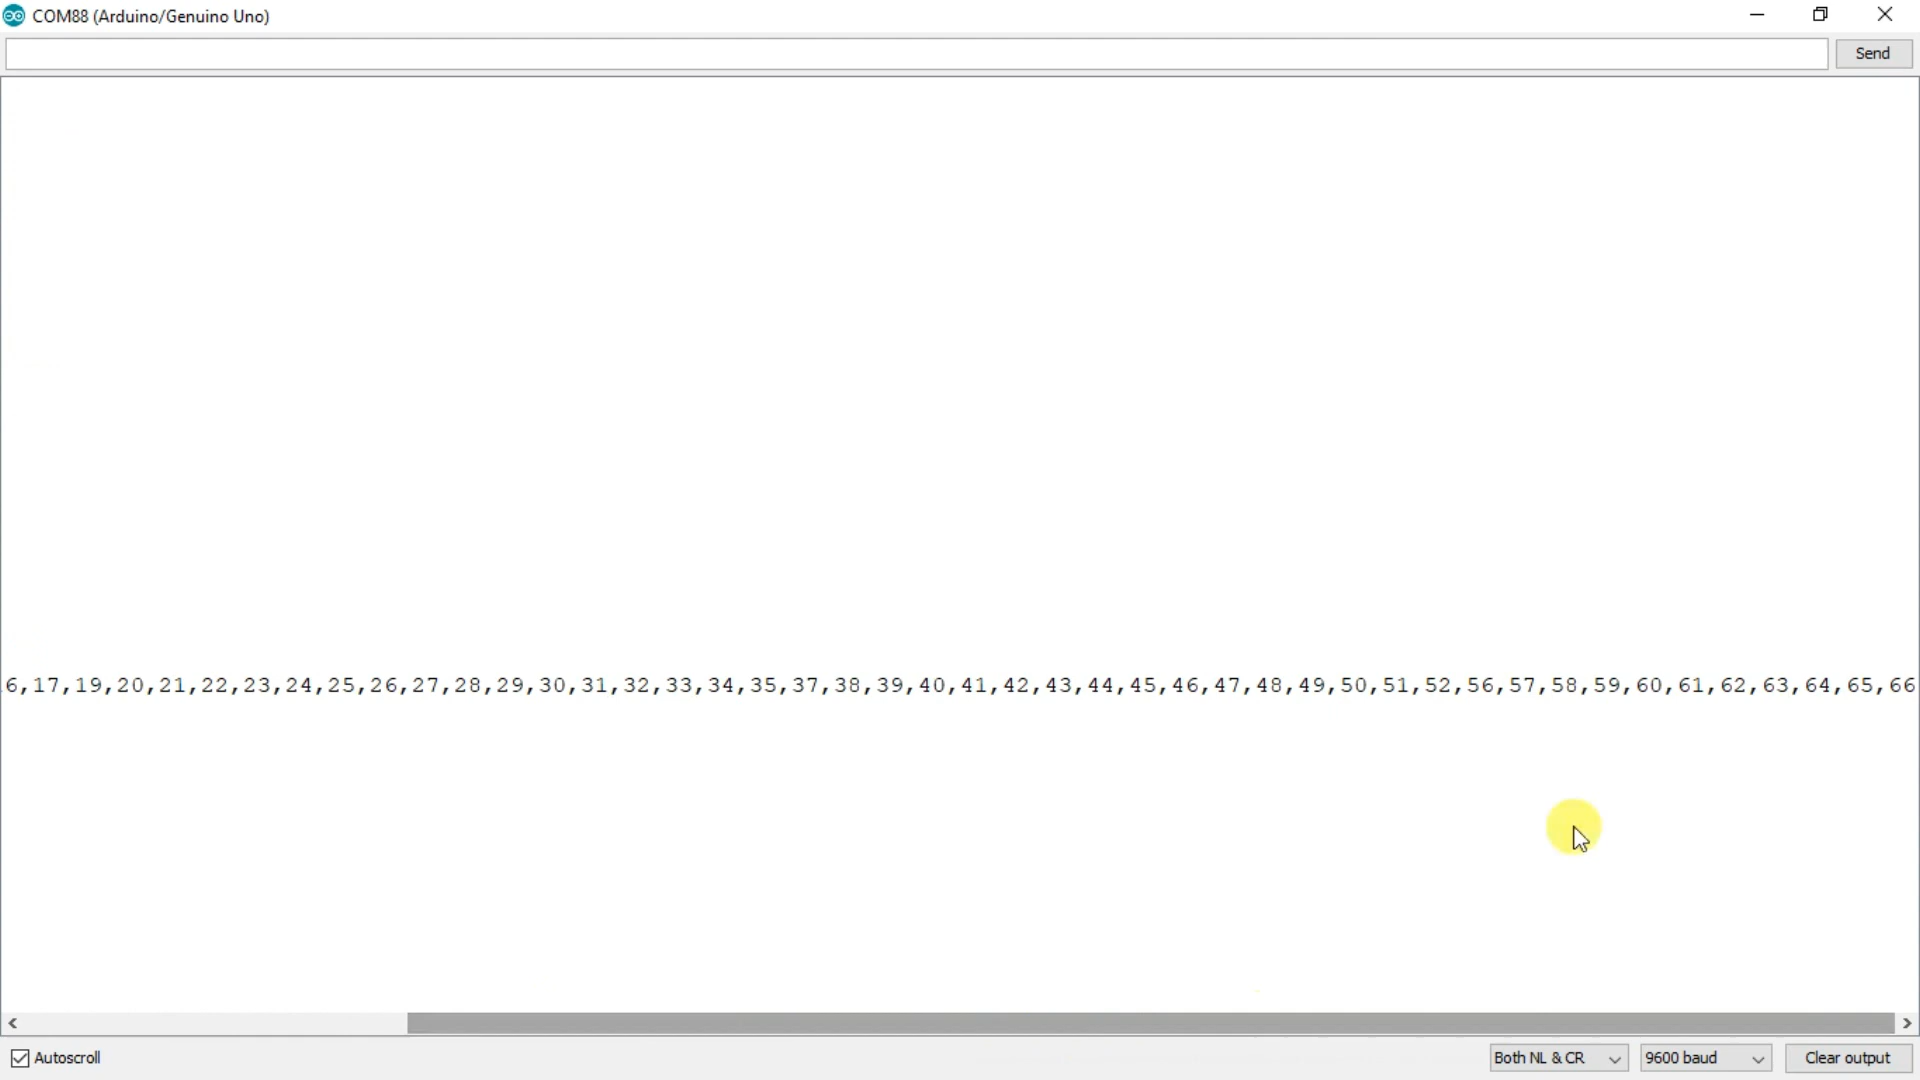 COM88 (Arduino/Genuino Uno)
Send
6,17,19,20,21,22,23,24,25,26,27,28,29,30,31,32,33,34,35,37,38,39,40,41,42,43,44,45,46,47,48,49,50,51,52,56,57,58,59,60,61,62,63,64,65,66
Autoscroll
Both NL & CR
9600 baud
Clear output